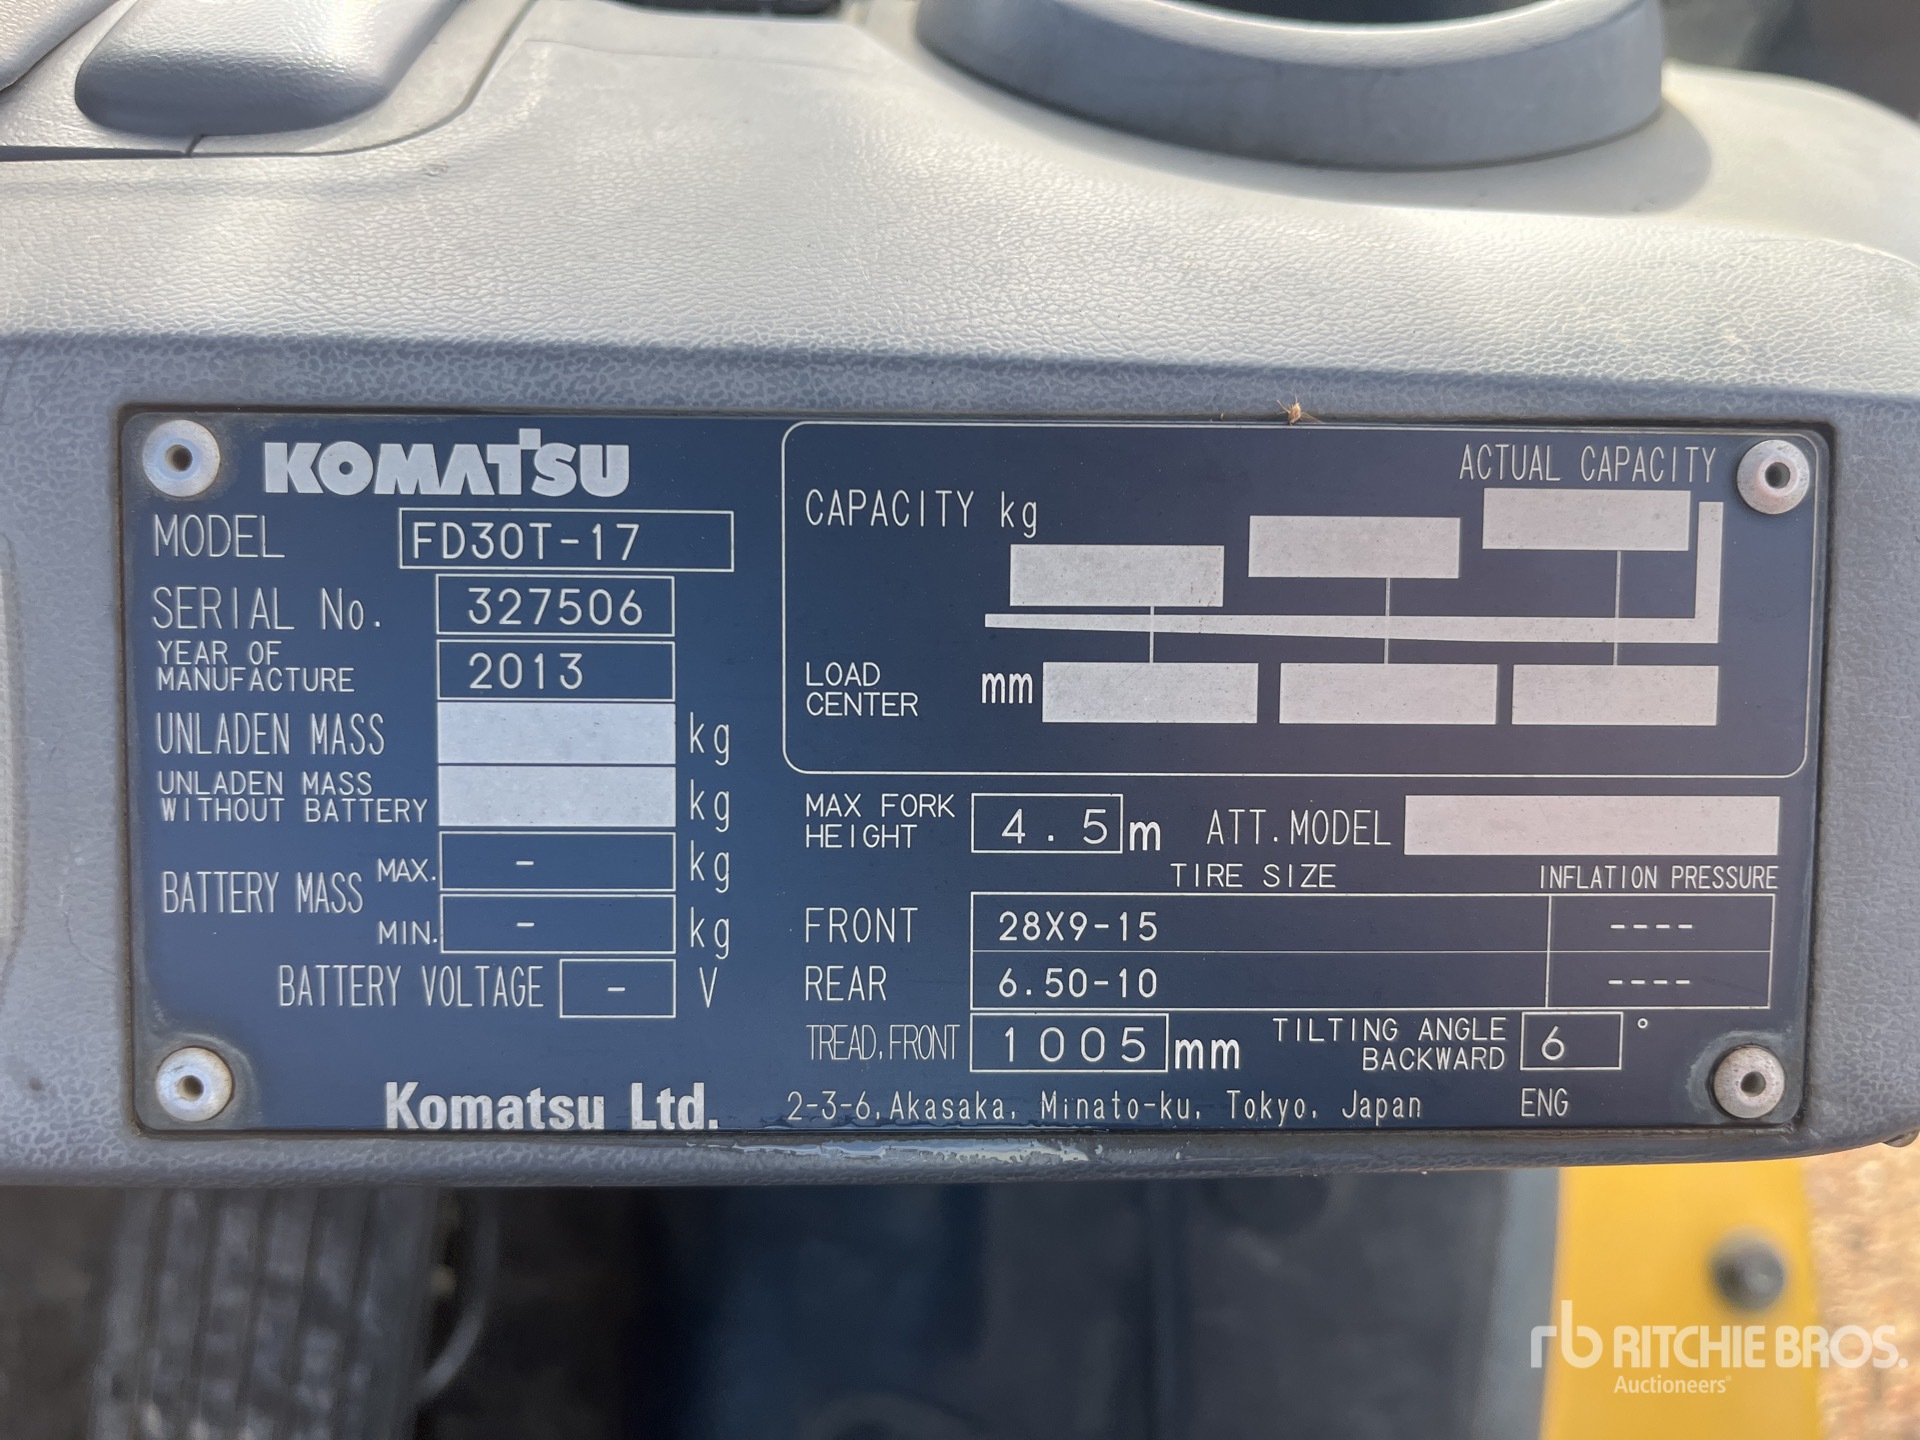 KOMATSU
MODEL FD30T-17
SERIAL No. 327506
YEAR OF
MANUFACTURE 2013
UNLADEN MASS kg
UNLADEN MASS
WITHOUT BATTERY kg
BATTERY MASS MAX. - kg
MIN. - kg
BATTERY VOLTAGE - V
Komatsu Ltd.
ACTUAL CAPACITY
CAPACITY kg
LOAD
CENTER mm
MAX FORK
HEIGHT 4.5 m ATT.MODEL
TIRE SIZE INFLATION PRESSURE
FRONT 28X9-15 ----
REAR 6.50-10 ----
TREAD,FRONT 1005 mm TILTING ANGLE
BACKWARD 6 °
2-3-6, Akasaka, Minato-ku, Tokyo, Japan ENG
rb RITCHIE BROS.
Auctioneers